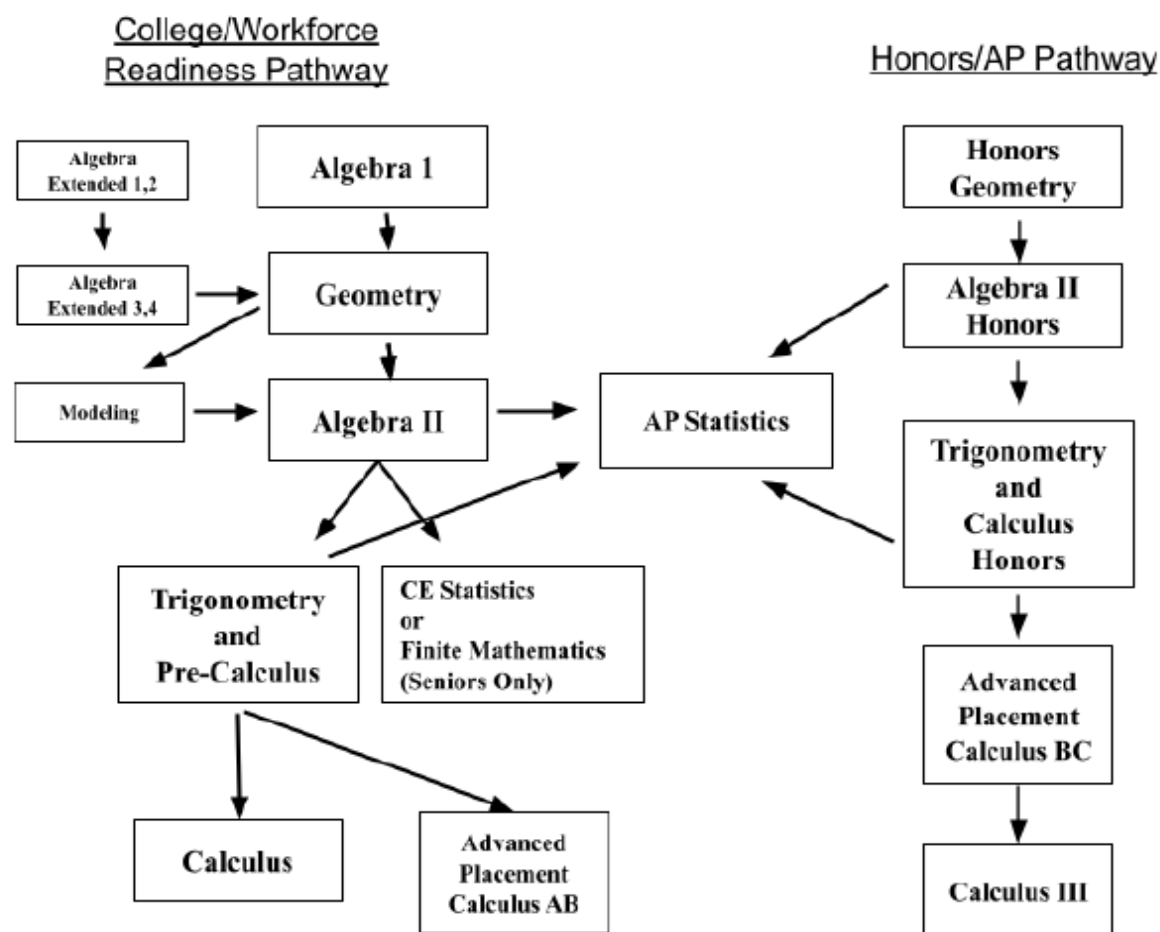 College/Workforce
Readiness Pathway
Honors/AP Pathway
Algebra
Extended 1,2
Algebra 1
Honors
Geometry
Algebra
Extended 3,4
Geometry
Algebra II
Honors
Modeling
Algebra II
AP Statistics
Trigonometry
and
Calculus
Honors
Trigonometry
and
Pre-Calculus
CE Statistics
or
Finite Mathematics
(Seniors Only)
Advanced
Placement
Calculus BC
Calculus
Advanced
Placement
Calculus AB
Calculus III